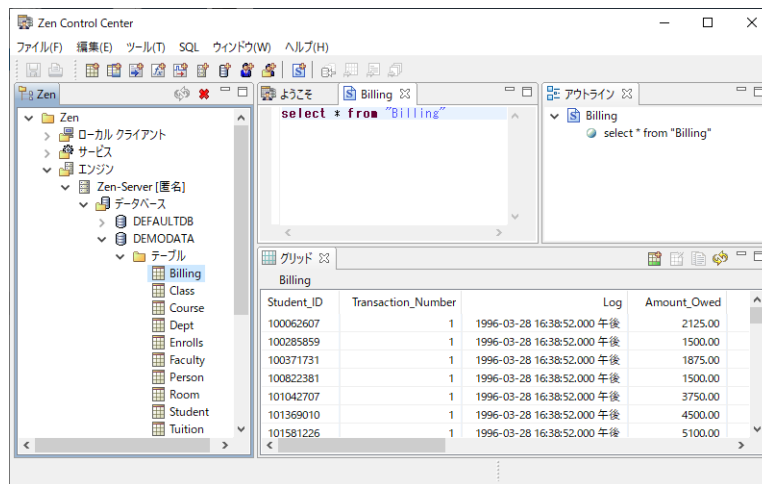 Zen Control Center
ファイル(F) 編集(E) ツール(T) SQL ウィンドウ(W) ヘルプ(H)
Zen
Zen
ローカル クライアント
サービス
エンジン
Zen-Server [匿名]
データベース
DEFAULTDB
DEMODATA
テーブル
Billing
Class
Course
Dept
Enrolls
Faculty
Person
Room
Student
Tuition
ようこそ
Billing
select * from "Billing"
アウトライン
Billing
select * from "Billing"
グリッド
Billing
Student_ID Transaction_Number Log Amount_Owed
100062607 1 1996-03-28 16:38:52.000 午後 2125.00
100285859 1 1996-03-28 16:38:52.000 午後 1500.00
100371731 1 1996-03-28 16:38:52.000 午後 1875.00
100822381 1 1996-03-28 16:38:52.000 午後 1500.00
101042707 1 1996-03-28 16:38:52.000 午後 3750.00
101369010 1 1996-03-28 16:38:52.000 午後 4500.00
101581226 1 1996-03-28 16:38:52.000 午後 5100.00